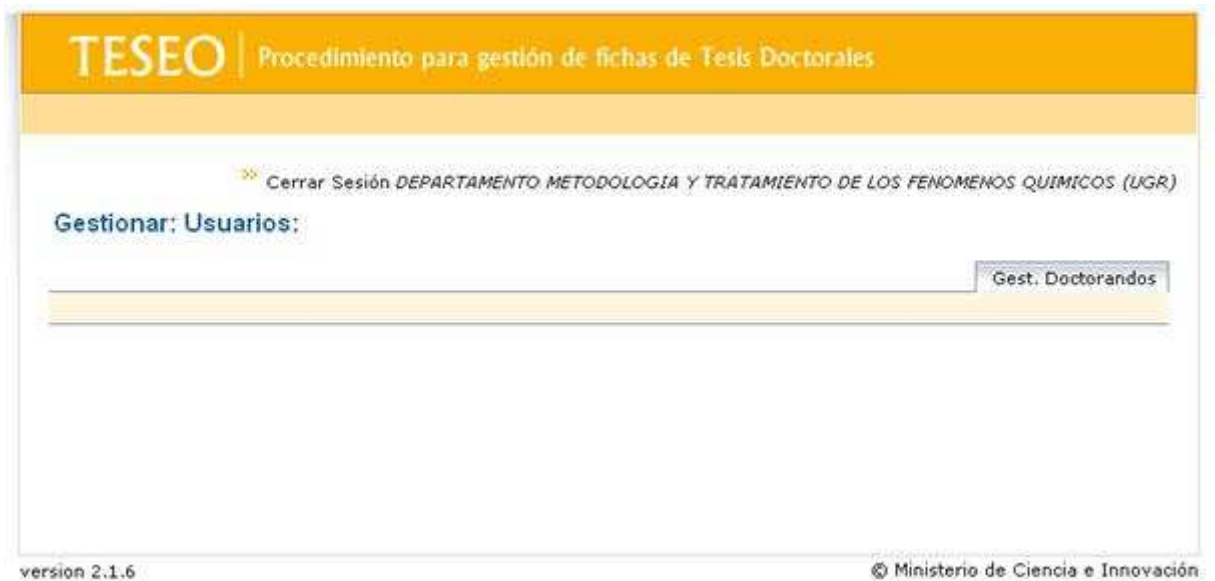 TESEO | Procedimiento para gestión de fichas de Tesis Doctorales
>> Cerrar Sesión DEPARTAMENTO METODOLOGIA Y TRATAMIENTO DE LOS FENOMENOS QUIMICOS (UGR)
Gestionar: Usuarios:
Gest. Doctorandos
version 2.1.6 © Ministerio de Ciencia e Innovación